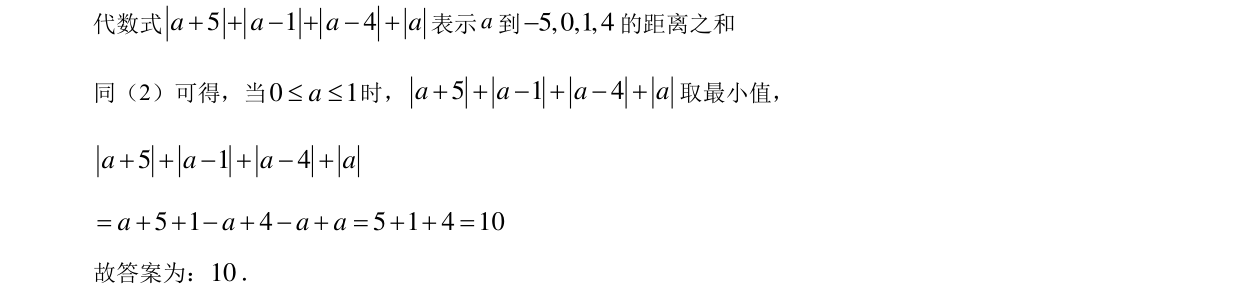 代数式|a+5|+|a−1|+|a−4|+|a|表示 a 到−5,0,1,4 的距离之和
同（2）可得，当0≤a≤1时，|a+5|+|a−1|+|a−4|+|a| 取最小值，
|a+5|+|a−1|+|a−4|+|a|
=a+5+1−a+4−a+a=5+1+4=10
故答案为：10．